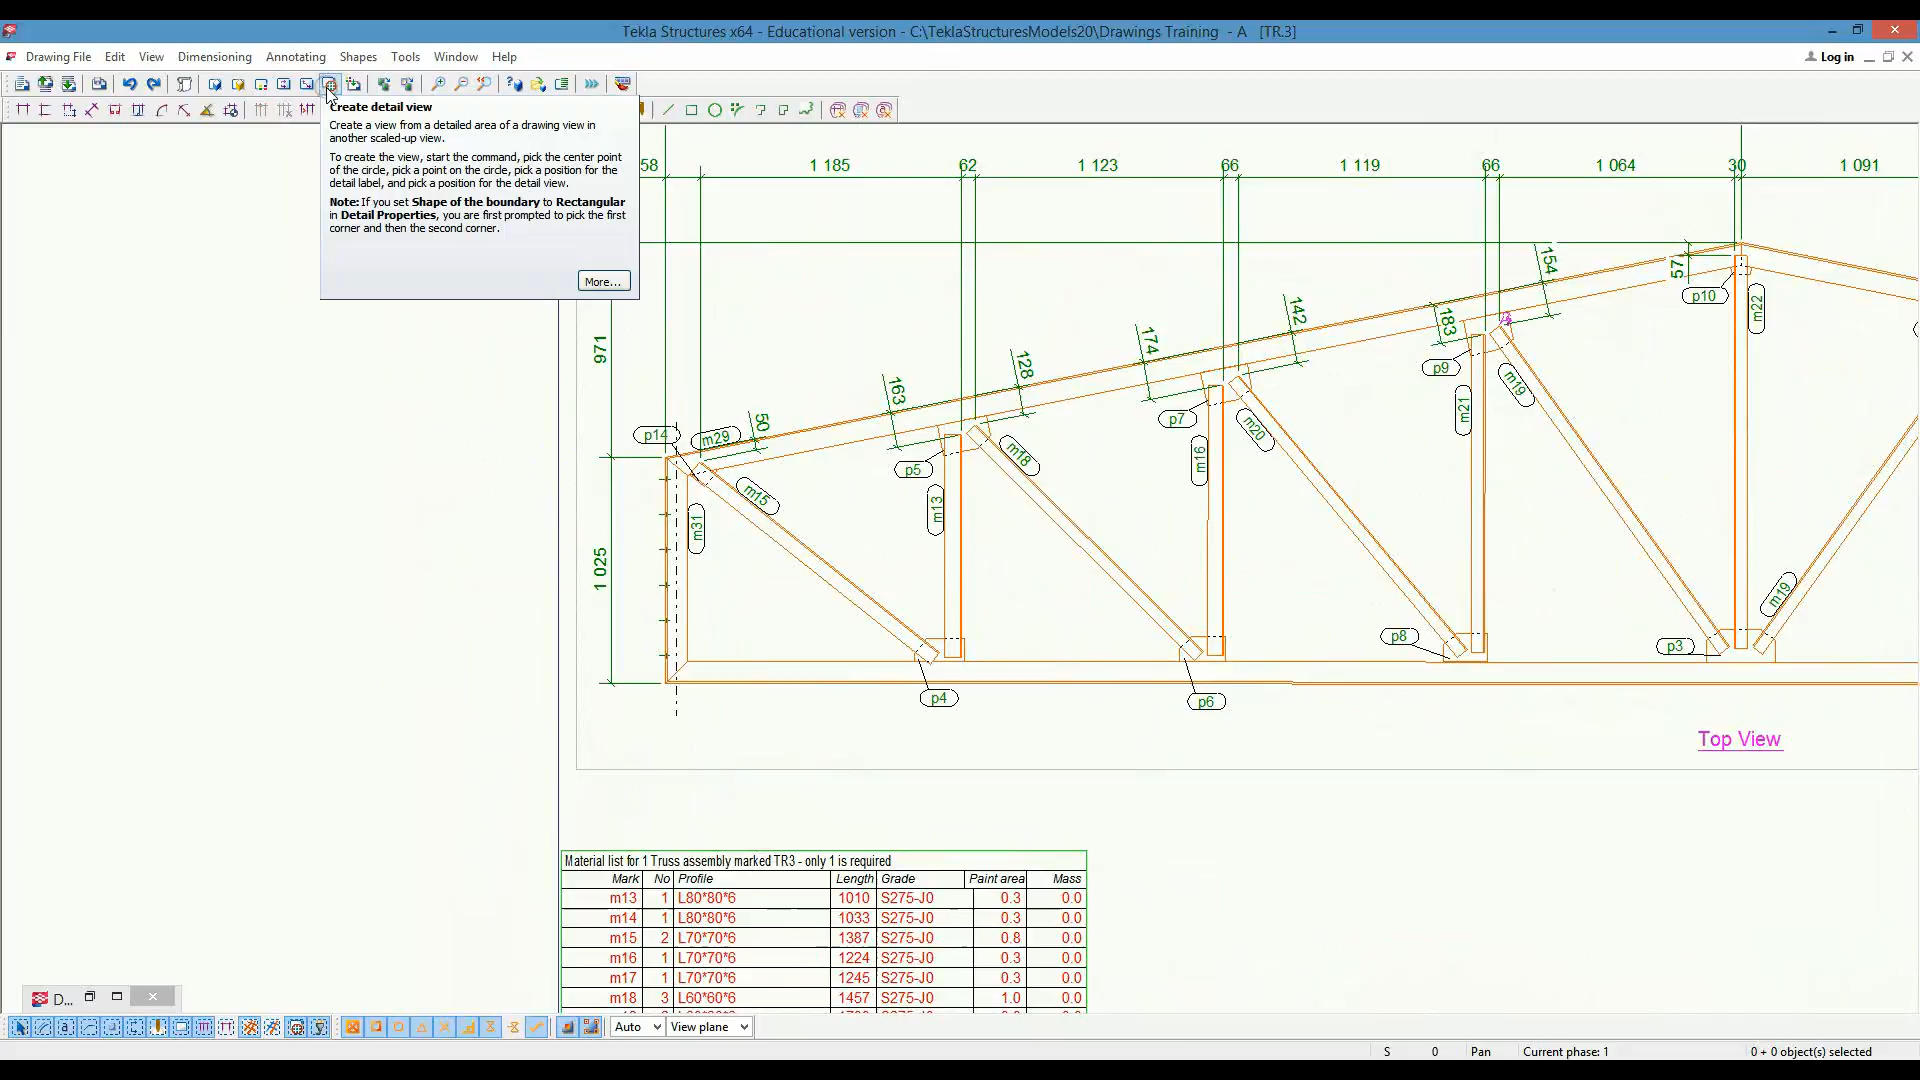 Tekla Structures x64 - Educational version - C:\TeklaStructuresModels20\Drawings Training - A [TR.3]
Drawing File Edit View Dimensioning Annotating Shapes Tools Window Help
Log in
Create detail view
Create a view from a detailed area of a drawing view in
another scaled-up view.
To create the view, start the command, pick the center point
of the circle, pick a point on the circle, pick a position for the
detail label, and pick a position for the detail view.
Note: If you set Shape of the boundary to Rectangular
in Detail Properties, you are first prompted to pick the first
corner and then the second corner.
More...
58 1 185 62 1 123 66 1 119 66 1 064 30 1 091
154
57
p10
m22
142
183
971
174
p9
m19
128
163
m21
p7
m20
50
p14
m29
p5
m18
m16
m15
m13
m31
1 025
m19
p8
p3
p4
p6
Top View
Material list for 1 Truss assembly marked TR3 - only 1 is required
Mark No Profile Length Grade Paint area Mass
m13 1 L80*80*6 1010 S275-J0 0.3 0.0
m14 1 L80*80*6 1033 S275-J0 0.3 0.0
m15 2 L70*70*6 1387 S275-J0 0.8 0.0
m16 1 L70*70*6 1224 S275-J0 0.3 0.0
m17 1 L70*70*6 1245 S275-J0 0.3 0.0
m18 3 L60*60*6 1457 S275-J0 1.0 0.0
D...
Auto View plane
S 0 Pan Current phase: 1 0 + 0 object(s) selected